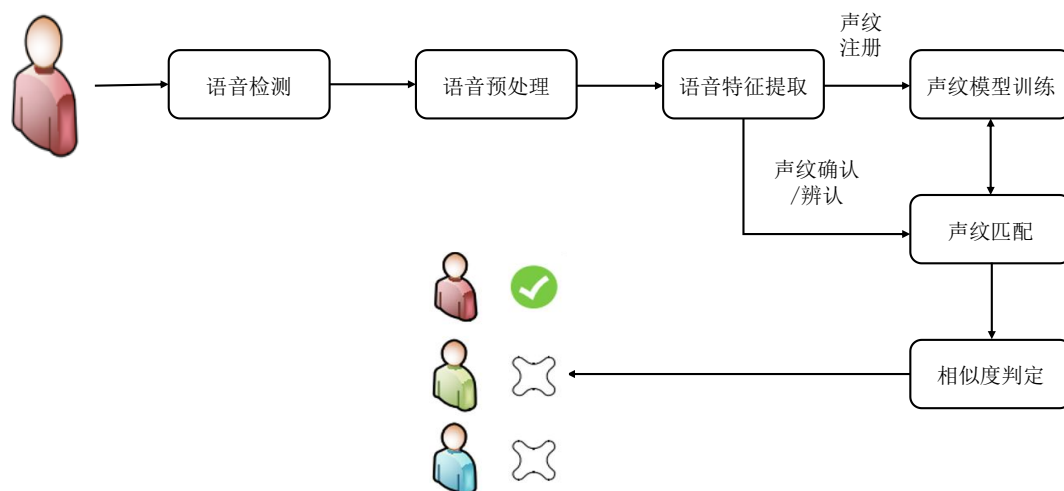 声纹
注册
语音检测
语音预处理
语音特征提取
声纹模型训练
声纹确认
/辨认
声纹匹配
相似度判定